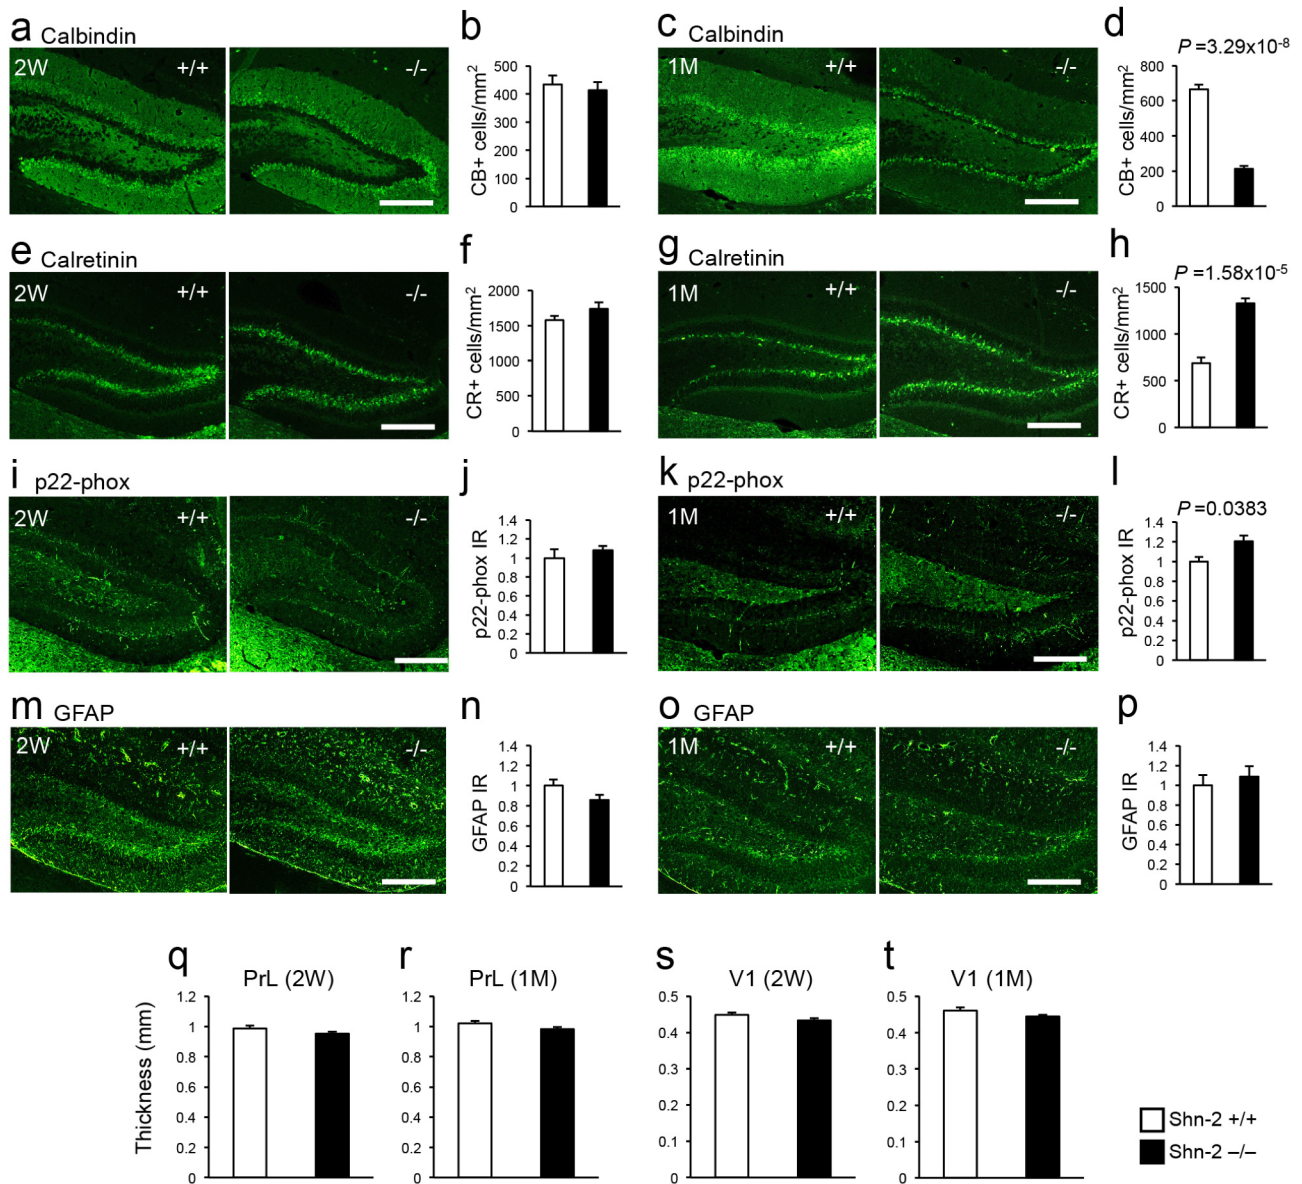 a Calbindin
2W +/+ -/-
b
CB+ cells/mm2
500
400
300
200
100
0
c Calbindin
1M +/+ -/-
d
P =3.29x10-8
CB+ cells/mm2
800
600
400
200
0
e Calretinin
2W +/+ -/-
f
CR+ cells/mm2
2000
1500
1000
500
0
g Calretinin
1M +/+ -/-
h
P =1.58x10-5
CR+ cells/mm2
1500
1000
500
0
i p22-phox
2W +/+ -/-
j
p22-phox IR
1.4
1.2
1
0.8
0.6
0.4
0.2
0
k p22-phox
1M +/+ -/-
l
P =0.0383
p22-phox IR
1.4
1.2
1
0.8
0.6
0.4
0.2
0
m GFAP
2W +/+ -/-
n
GFAP IR
1.4
1.2
1
0.8
0.6
0.4
0.2
0
o GFAP
1M +/+ -/-
p
GFAP IR
1.4
1.2
1
0.8
0.6
0.4
0.2
0
q
PrL (2W)
Thickness (mm)
1.2
1
0.8
0.6
0.4
0.2
0
r
PrL (1M)
1.2
1
0.8
0.6
0.4
0.2
0
s
V1 (2W)
0.5
0.4
0.3
0.2
0.1
0
t
V1 (1M)
0.5
0.4
0.3
0.2
0.1
0
Shn-2 +/+
Shn-2 –/–